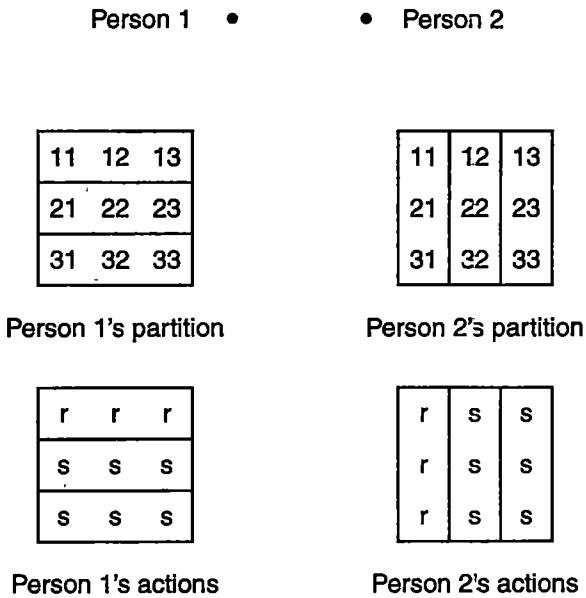 Person 1 • • Person 2
11 12 13 11 12 13
21 22 23 21 22 23
31 32 33 31 32 33
Person 1's partition Person 2's partition
r r r r s s
s s s r s s
s s s r s s
Person 1's actions Person 2's actions